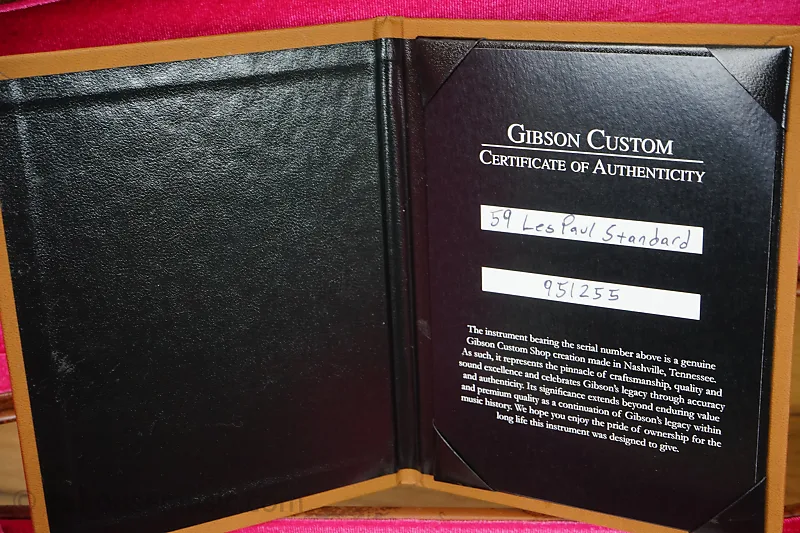 GIBSON CUSTOM
CERTIFICATE OF AUTHENTICITY
59 Les Paul Standard
951255
The instrument bearing the serial number above is a genuine
Gibson Custom Shop creation made in Nashville, Tennessee.
As such, it represents the pinnacle of craftsmanship, quality and
sound excellence and celebrates Gibson's legacy through accuracy
and authenticity. Its significance extends beyond enduring value
and premium quality as a continuation of Gibson's legacy within
music history. We hope you enjoy the pride of ownership for the
long life this instrument was designed to give.